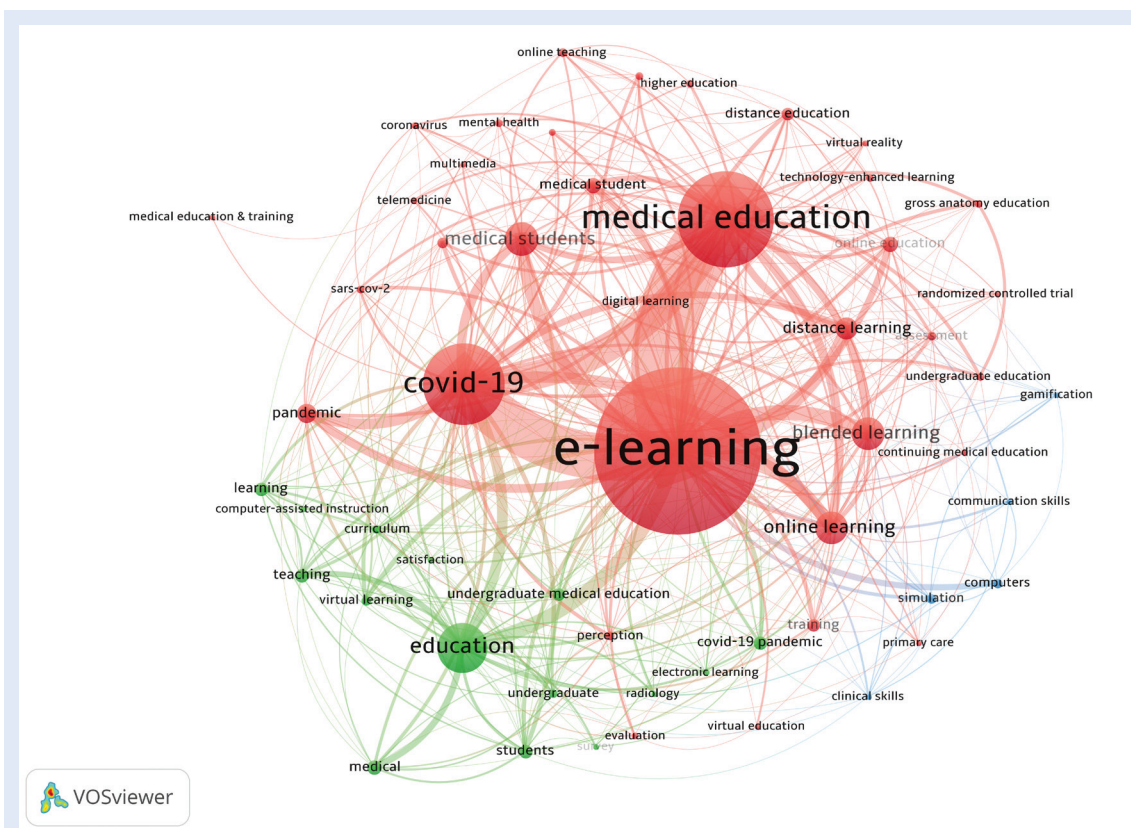 online teaching
higher education
distance education
coronavirus
mental health
virtual reality
multimedia
technology-enhanced learning
medical student
telemedicine
gross anatomy education
medical education & training
medical education
medical students
online education
sars-cov-2
digital learning
randomized controlled trial
distance learning
assessment
covid-19
undergraduate education
gamification
pandemic
blended learning
e-learning
continuing medical education
learning
communication skills
computer-assisted instruction
curriculum
online learning
satisfaction
teaching
computers
virtual learning
undergraduate medical education
simulation
training
perception
covid-19 pandemic
primary care
education
electronic learning
undergraduate
radiology
clinical skills
virtual education
evaluation
survey
students
medical
VOSviewer